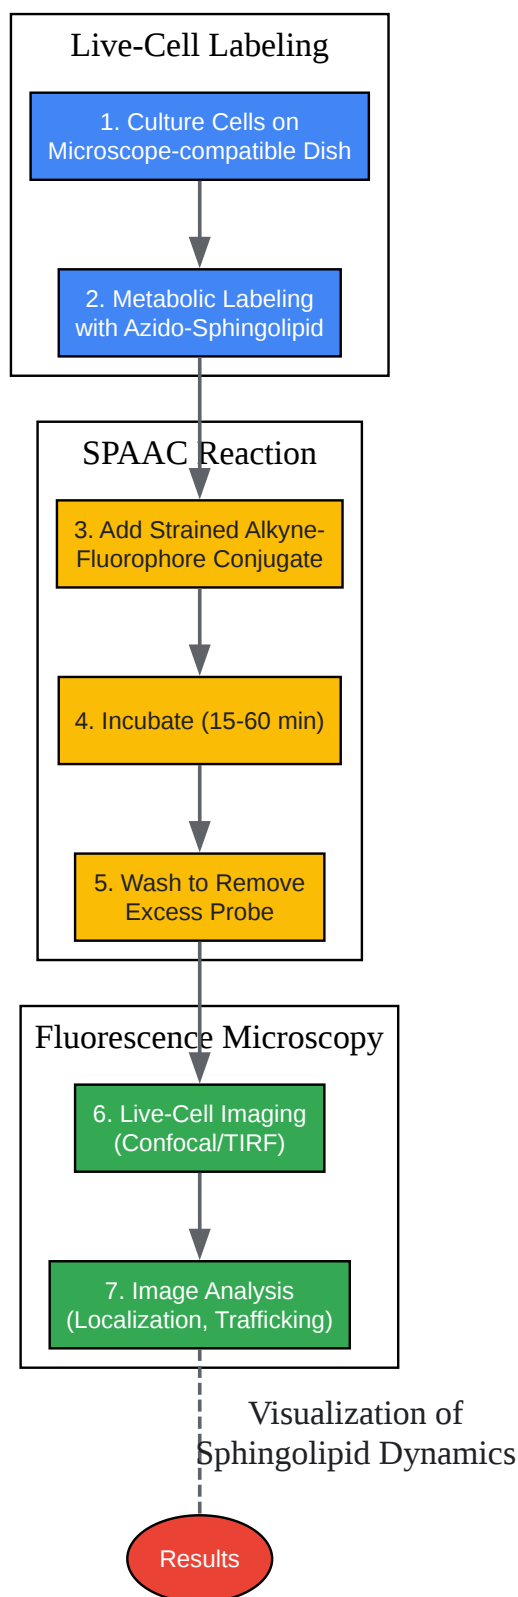 Live-Cell Labeling
1. Culture Cells on
Microscope-compatible Dish
2. Metabolic Labeling
with Azido-Sphingolipid
SPAAC Reaction
3. Add Strained Alkyne-
Fluorophore Conjugate
4. Incubate (15-60 min)
5. Wash to Remove
Excess Probe
Fluorescence Microscopy
6. Live-Cell Imaging
(Confocal/TIRF)
7. Image Analysis
(Localization, Trafficking)
Visualization of
Sphingolipid Dynamics
Results